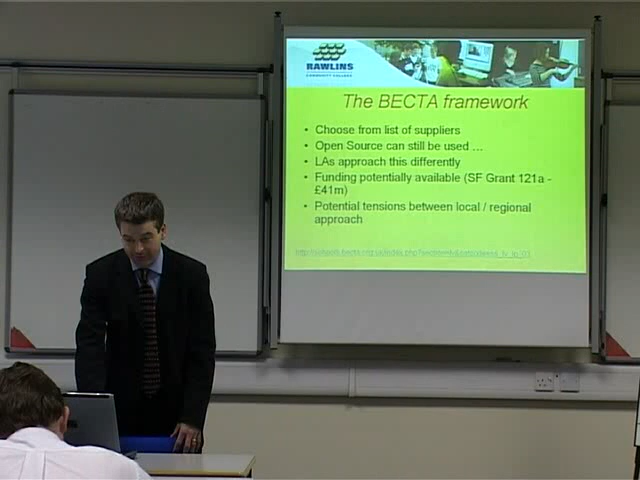 RAWLINS
COMMUNITY COLLEGE
The BECTA framework
• Choose from list of suppliers
• Open Source can still be used ...
• LAs approach this differently
• Funding potentially available (SF Grant 121a -
£41m)
• Potential tensions between local / regional
approach